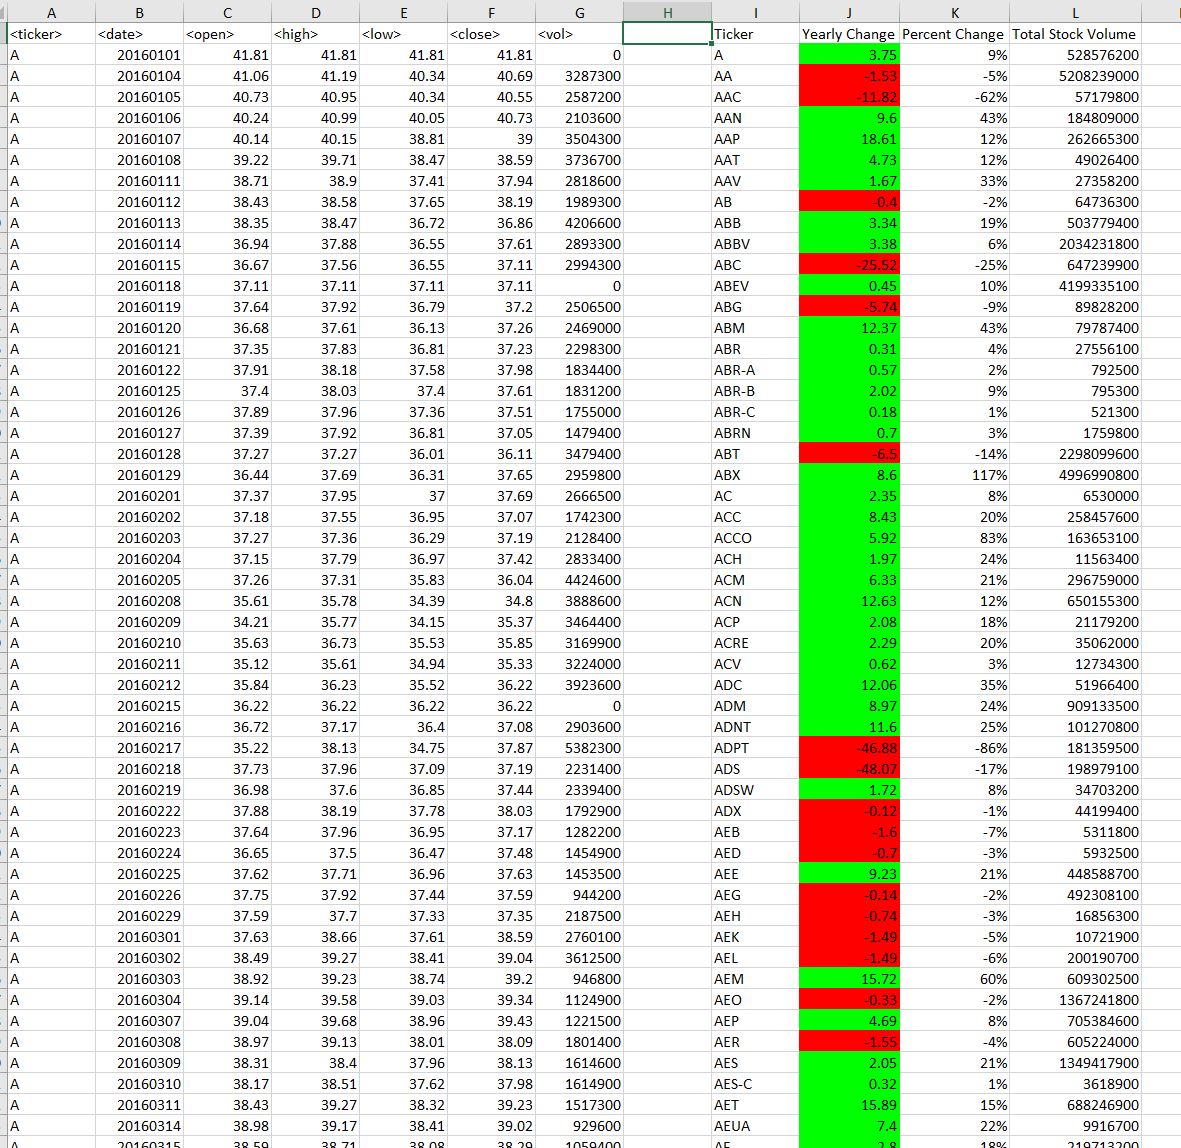 A B C D E F G H I J K L
<ticker> <date> <open> <high> <low> <close> <vol> Ticker Yearly Change Percent Change Total Stock Volume
A 20160101 41.81 41.81 41.81 41.81 0 A 3.75 9% 528576200
A 20160104 41.06 41.19 40.34 40.69 3287300 AA -1.53 -5% 5208239000
A 20160105 40.73 40.95 40.34 40.55 2587200 AAC -11.82 -62% 57179800
A 20160106 40.24 40.99 40.05 40.73 2103600 AAN 9.6 43% 184809000
A 20160107 40.14 40.15 38.81 39 3504300 AAP 18.61 12% 262665300
A 20160108 39.22 39.71 38.47 38.59 3736700 AAT 4.73 12% 49026400
A 20160111 38.71 38.9 37.41 37.94 2818600 AAV 1.67 33% 27358200
A 20160112 38.43 38.58 37.65 38.19 1989300 AB -0.4 -2% 64736300
A 20160113 38.35 38.47 36.72 36.86 4206600 ABB 3.34 19% 503779400
A 20160114 36.94 37.88 36.55 37.61 2893300 ABBV 3.38 6% 2034231800
A 20160115 36.67 37.56 36.55 37.11 2994300 ABC -25.52 -25% 647239900
A 20160118 37.11 37.11 37.11 37.11 0 ABEV 0.45 10% 4199335100
A 20160119 37.64 37.92 36.79 37.2 2506500 ABG -5.74 -9% 89828200
A 20160120 36.68 37.61 36.13 37.26 2469000 ABM 12.37 43% 79787400
A 20160121 37.35 37.83 36.81 37.23 2298300 ABR 0.31 4% 27556100
A 20160122 37.91 38.18 37.58 37.98 1834400 ABR-A 0.57 2% 792500
A 20160125 37.4 38.03 37.4 37.61 1831200 ABR-B 2.02 9% 795300
A 20160126 37.89 37.96 37.36 37.51 1755000 ABR-C 0.18 1% 521300
A 20160127 37.39 37.92 36.81 37.05 1479400 ABRN 0.7 3% 1759800
A 20160128 37.27 37.27 36.01 36.11 3479400 ABT -6.5 -14% 2298099600
A 20160129 36.44 37.69 36.31 37.65 2959800 ABX 8.6 117% 4996990800
A 20160201 37.37 37.95 37 37.69 2666500 AC 2.35 8% 6530000
A 20160202 37.18 37.55 36.95 37.07 1742300 ACC 8.43 20% 258457600
A 20160203 37.27 37.36 36.29 37.19 2128400 ACCO 5.92 83% 163653100
A 20160204 37.15 37.79 36.97 37.42 2833400 ACH 1.97 24% 11563400
A 20160205 37.26 37.31 35.83 36.04 4424600 ACM 6.33 21% 296759000
A 20160208 35.61 35.78 34.39 34.8 3888600 ACN 12.63 12% 650155300
A 20160209 34.21 35.77 34.15 35.37 3464400 ACP 2.08 18% 21179200
A 20160210 35.63 36.73 35.53 35.85 3169900 ACRE 2.29 20% 35062000
A 20160211 35.12 35.61 34.94 35.33 3224000 ACV 0.62 3% 12734300
A 20160212 35.84 36.23 35.52 36.22 3923600 ADC 12.06 35% 51966400
A 20160215 36.22 36.22 36.22 36.22 0 ADM 8.97 24% 909133500
A 20160216 36.72 37.17 36.4 37.08 2903600 ADNT 11.6 25% 101270800
A 20160217 35.22 38.13 34.75 37.87 5382300 ADPT -46.88 -86% 181359500
A 20160218 37.73 37.96 37.09 37.19 2231400 ADS -48.07 -17% 198979100
A 20160219 36.98 37.6 36.85 37.44 2339400 ADSW 1.72 8% 34703200
A 20160222 37.88 38.19 37.78 38.03 1792900 ADX -0.12 -1% 44199400
A 20160223 37.64 37.96 36.95 37.17 1282200 AEB -1.6 -7% 5311800
A 20160224 36.65 37.5 36.47 37.48 1454900 AED -0.7 -3% 5932500
A 20160225 37.62 37.71 36.96 37.63 1453500 AEE 9.23 21% 448588700
A 20160226 37.75 37.92 37.44 37.59 944200 AEG -0.14 -2% 492308100
A 20160229 37.59 37.7 37.33 37.35 2187500 AEH -0.74 -3% 16856300
A 20160301 37.63 38.66 37.61 38.59 2760100 AEK -1.49 -5% 10721900
A 20160302 38.49 39.27 38.41 39.04 3612500 AEL -1.49 -6% 200190700
A 20160303 38.92 39.23 38.74 39.2 946800 AEM 15.72 60% 609302500
A 20160304 39.14 39.58 39.03 39.34 1124900 AEO -0.33 -2% 1367241800
A 20160307 39.04 39.68 38.96 39.43 1221500 AEP 4.69 8% 705384600
A 20160308 38.97 39.13 38.01 38.09 1801400 AER -1.55 -4% 605224000
A 20160309 38.31 38.4 37.96 38.13 1614600 AES 2.05 21% 1349417900
A 20160310 38.17 38.51 37.62 37.98 1614900 AES-C 0.32 1% 3618900
A 20160311 38.43 39.27 38.32 39.23 1517300 AET 15.89 15% 688246900
A 20160314 38.98 39.17 38.41 39.02 929600 AEUA 7.4 22% 9916700
A 20160315 38.59 38.71 38.08 38.29 1059400 2.8 18% 219713200